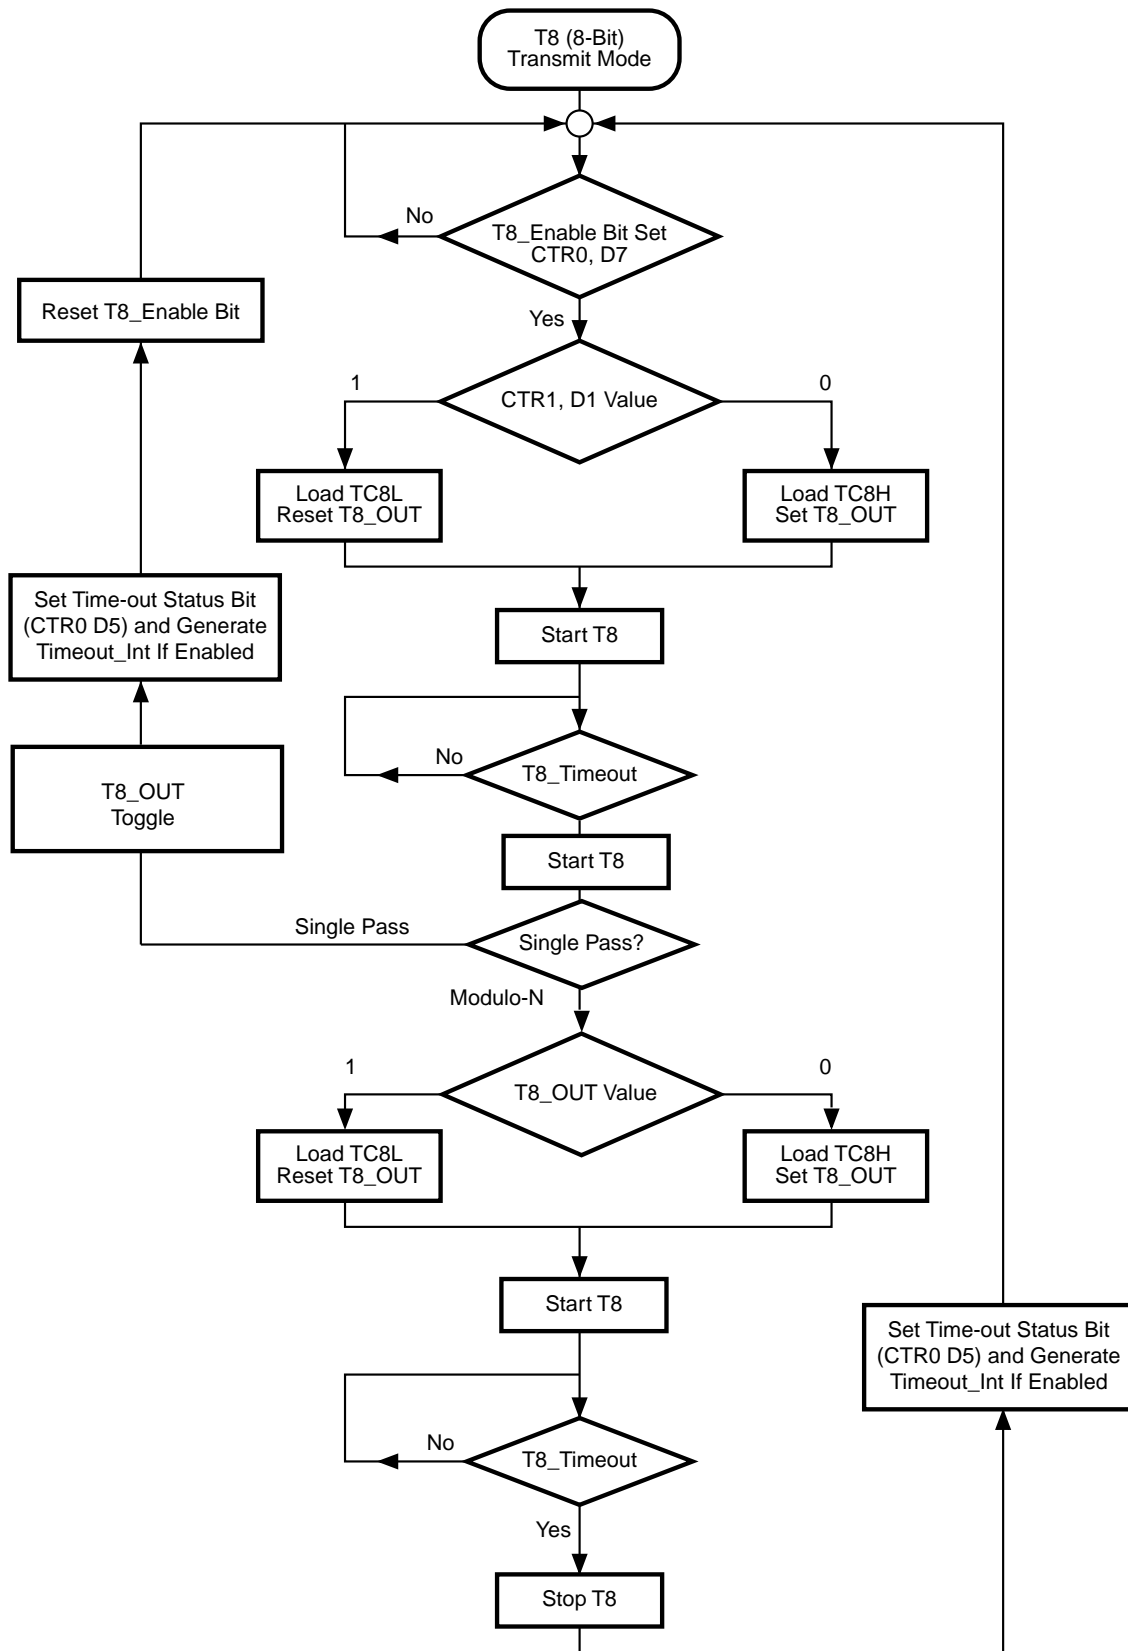 T8 (8-Bit)
Transmit Mode
No
T8_Enable Bit Set
CTR0, D7
Reset T8_Enable Bit
Yes
1
0
CTR1, D1 Value
Load TC8L
Reset T8_OUT
Load TC8H
Set T8_OUT
Set Time-out Status Bit
(CTR0 D5) and Generate
Timeout_Int If Enabled
Start T8
No
T8_Timeout
T8_OUT
Toggle
Start T8
Single Pass
Single Pass?
Modulo-N
1
0
T8_OUT Value
Load TC8L
Reset T8_OUT
Load TC8H
Set T8_OUT
Start T8
Set Time-out Status Bit
(CTR0 D5) and Generate
Timeout_Int If Enabled
No
T8_Timeout
Yes
Stop T8